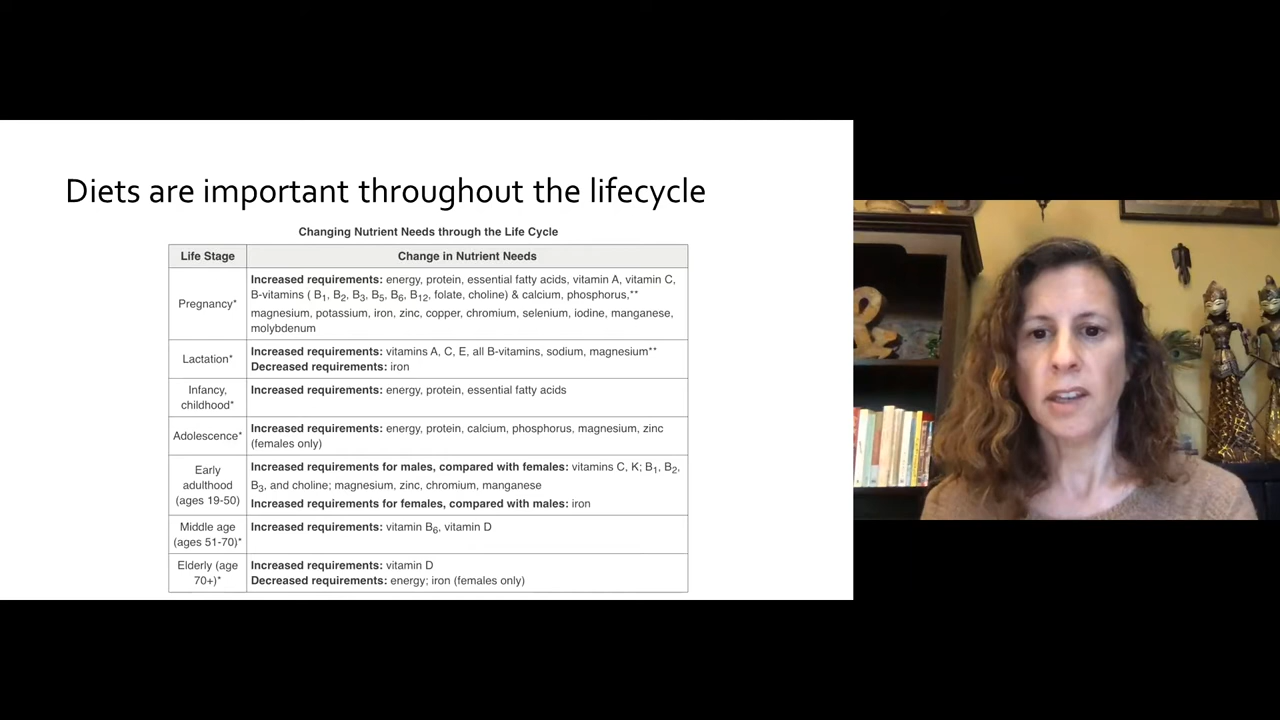 Diets are important throughout the lifecycle
Changing Nutrient Needs through the Life Cycle
Life Stage
Change in Nutrient Needs
Pregnancy*
Increased requirements: energy, protein, essential fatty acids, vitamin A, vitamin C,
B-vitamins ( B₁, B₂, B₃, B₅, B₆, B₁₂, folate, choline) & calcium, phosphorus,**
magnesium, potassium, iron, zinc, copper, chromium, selenium, iodine, manganese,
molybdenum
Lactation*
Increased requirements: vitamins A, C, E, all B-vitamins, sodium, magnesium**
Decreased requirements: iron
Infancy,
childhood*
Increased requirements: energy, protein, essential fatty acids
Adolescence*
Increased requirements: energy, protein, calcium, phosphorus, magnesium, zinc
(females only)
Early
adulthood
(ages 19-50)
Increased requirements for males, compared with females: vitamins C, K; B₁, B₂,
B₃, and choline; magnesium, zinc, chromium, manganese
Increased requirements for females, compared with males: iron
Middle age
(ages 51-70)*
Increased requirements: vitamin B₆, vitamin D
Elderly (age
70+)*
Increased requirements: vitamin D
Decreased requirements: energy; iron (females only)